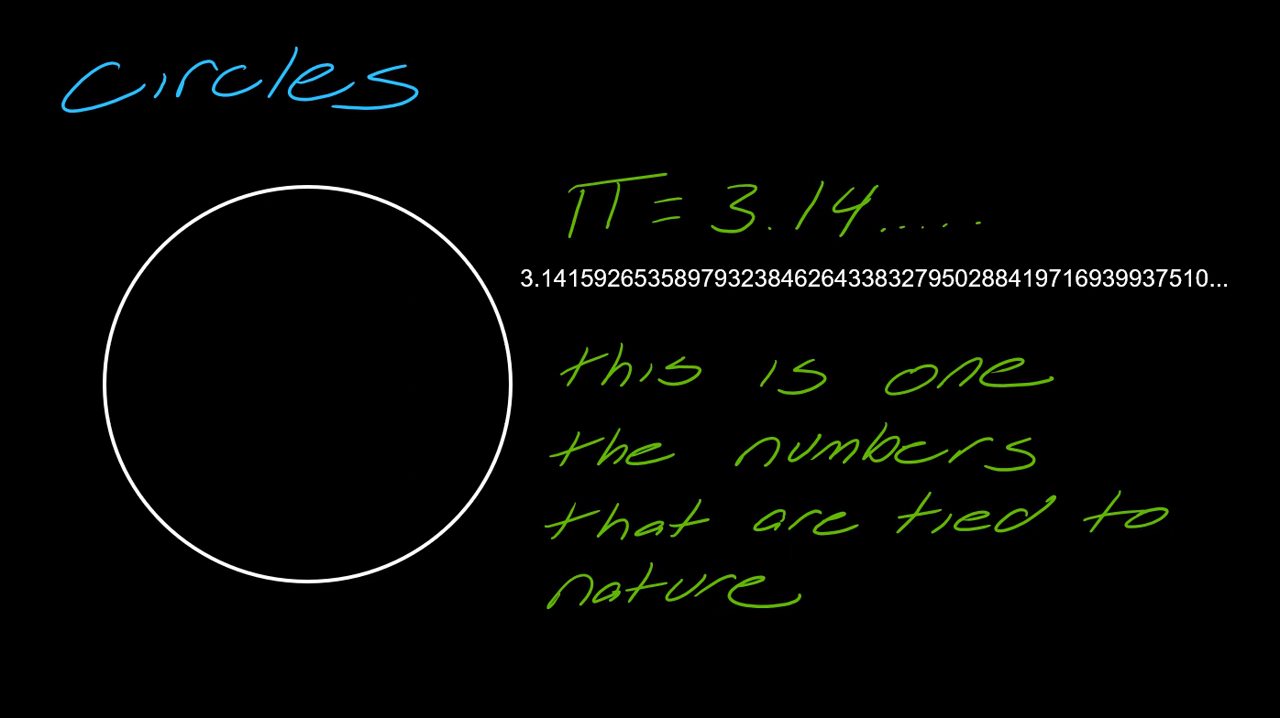 circles
π = 3.14.....
3.14159265358979323846264338327950288419716939937510...
this is one
the numbers
that are tied to
nature